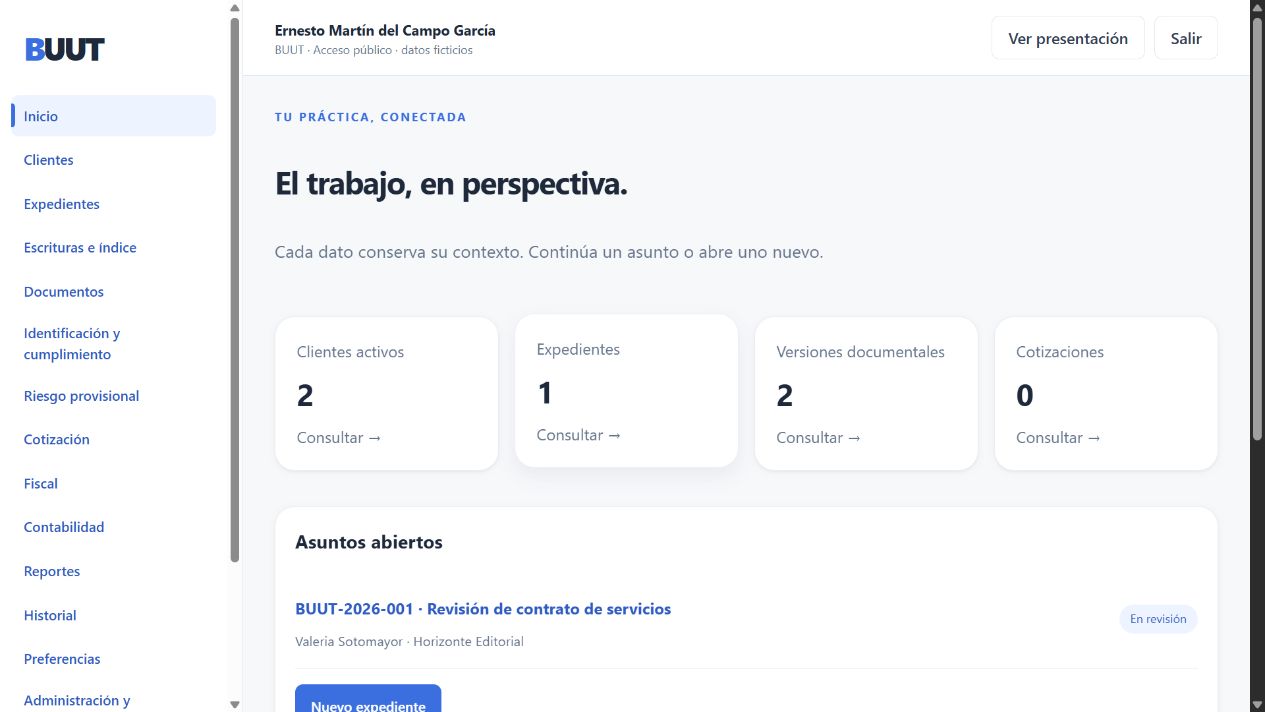 BUUT
Inicio
Clientes
Expedientes
Escrituras e índice
Documentos
Identificación y
cumplimiento
Riesgo provisional
Cotización
Fiscal
Contabilidad
Reportes
Historial
Preferencias
Administración y
Ernesto Martín del Campo García
BUUT · Acceso público · datos ficticios
Ver presentación
Salir
TU PRÁCTICA, CONECTADA
El trabajo, en perspectiva.
Cada dato conserva su contexto. Continúa un asunto o abre uno nuevo.
Clientes activos
2
Consultar →
Expedientes
1
Consultar →
Versiones documentales
2
Consultar →
Cotizaciones
0
Consultar →
Asuntos abiertos
BUUT-2026-001 · Revisión de contrato de servicios
Valeria Sotomayor · Horizonte Editorial
En revisión
Nuevo expediente